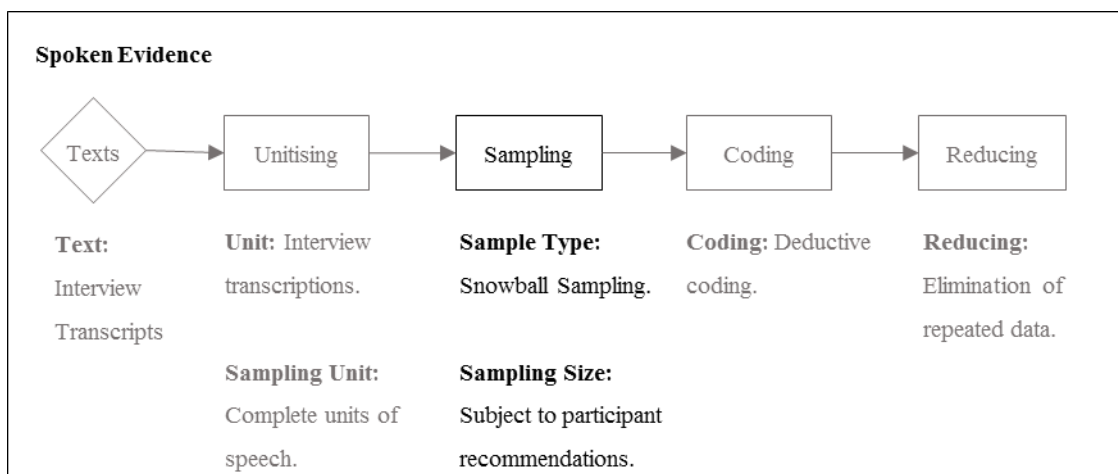 Spoken Evidence
Texts
Unitising
Sampling
Coding
Reducing
Text:
Interview
Transcripts
Unit: Interview
transcriptions.
Sampling Unit:
Complete units of
speech.
Sample Type:
Snowball Sampling.
Sampling Size:
Subject to participant
recommendations.
Coding: Deductive
coding.
Reducing:
Elimination of
repeated data.